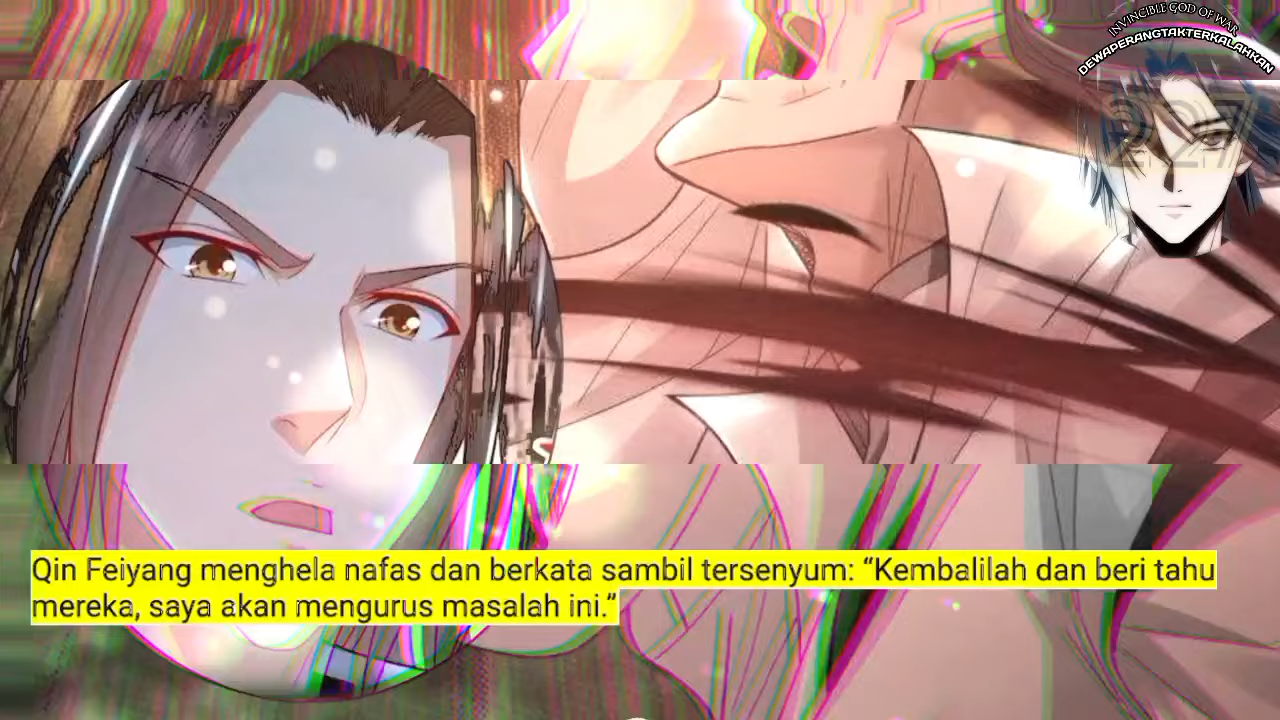 INVINCIBLE GOD OF WAR
DEWAPERANGTAKTERKALAHKAN
227
Qin Feiyang menghela nafas dan berkata sambil tersenyum: “Kembalilah dan beri tahu
mereka, saya akan mengurus masalah ini.”